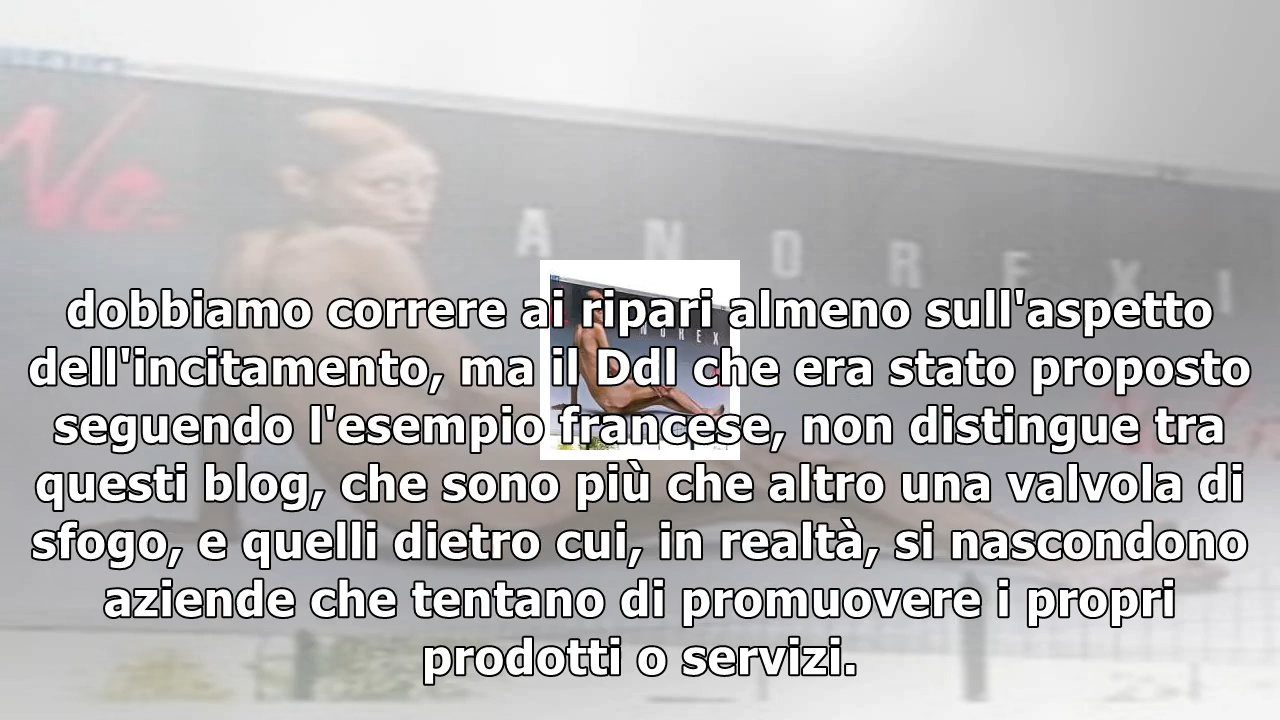 No.
ANOREXI
dobbiamo correre ai ripari almeno sull'aspetto
dell'incitamento, ma il Ddl che era stato proposto
seguendo l'esempio francese, non distingue tra
questi blog, che sono più che altro una valvola di
sfogo, e quelli dietro cui, in realtà, si nascondono
aziende che tentano di promuovere i propri
prodotti o servizi.